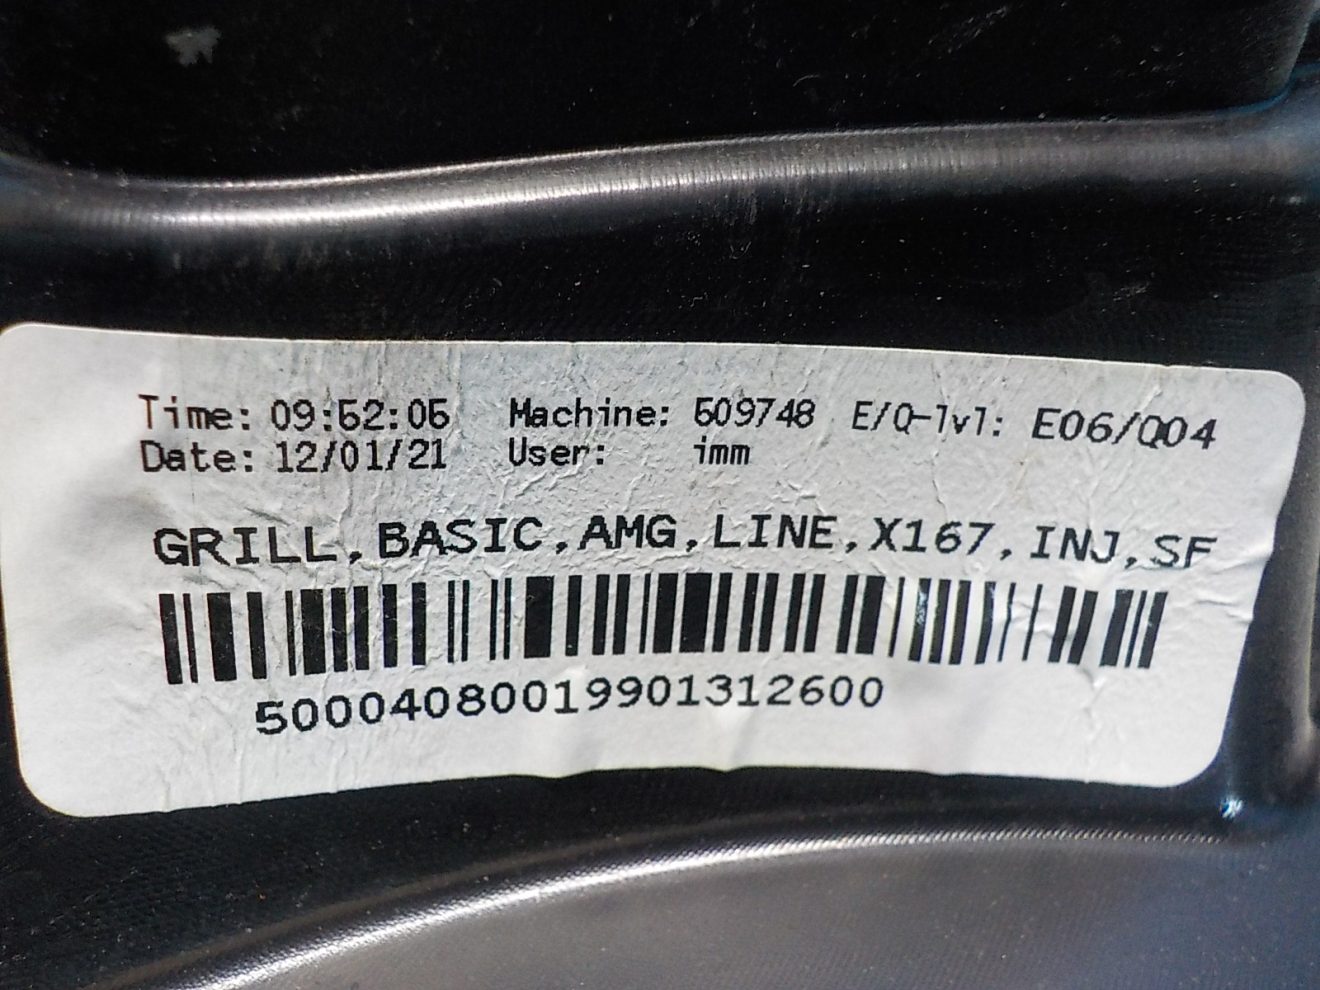 Time: 09:52:05 Machine: 509748 E/Q-lvl: E06/Q04
Date: 12/01/21 User: imm
GRILL,BASIC,AMG,LINE,X167,INJ,SF
50004080019901312600